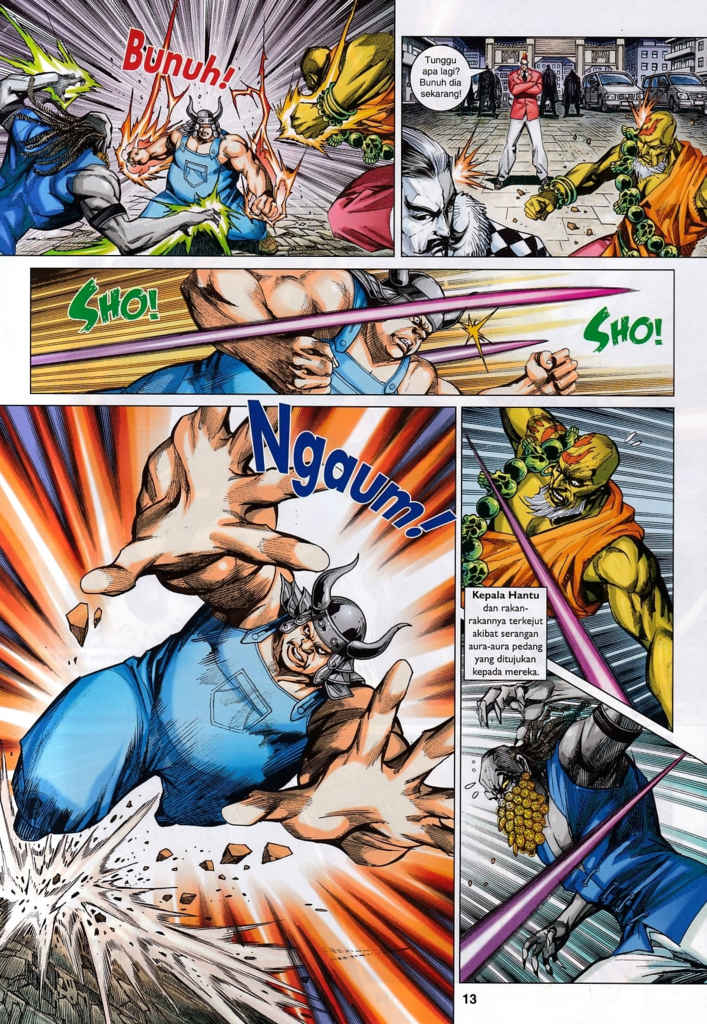 Bunuh!
Tunggu
apa lagi?
Bunuh dia
sekarang!
SHO!
SHO!
Ngaum!
Kepala Hantu
dan rakan-
rakannya terkejut
akibat serangan
aura-aura pedang
yang ditujukan
kepada mereka.
13